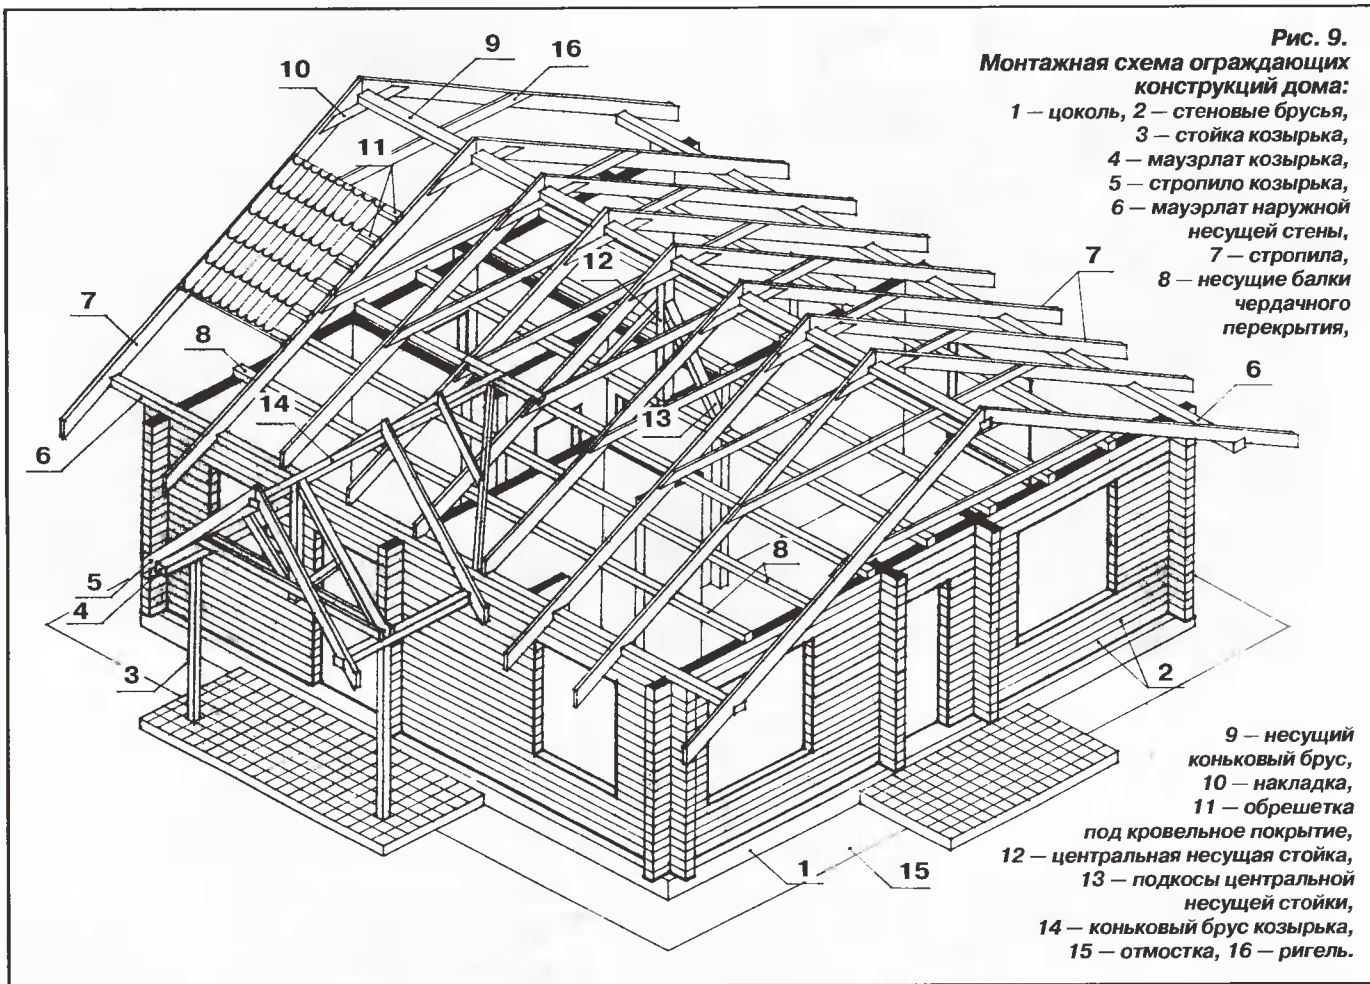 Рис. 9.
Монтажная схема ограждающих
конструкций дома:
1 — цоколь, 2 — стеновые брусья,
3 — стойка козырька,
4 — мауэрлат козырька,
5 — стропило козырька,
6 — мауэрлат наружной
несущей стены,
7 — стропила,
8 — несущие балки
чердачного
перекрытия,
9
16
10
11
12
7
7
8
6
14
13
6
8
5
4
3
2
1
15
9 — несущий
коньковый брус,
10 — накладка,
11 — обрешетка
под кровельное покрытие,
12 — центральная несущая стойка,
13 — подкосы центральной
несущей стойки,
14 — коньковый брус козырька,
15 — отмостка, 16 — ригель.